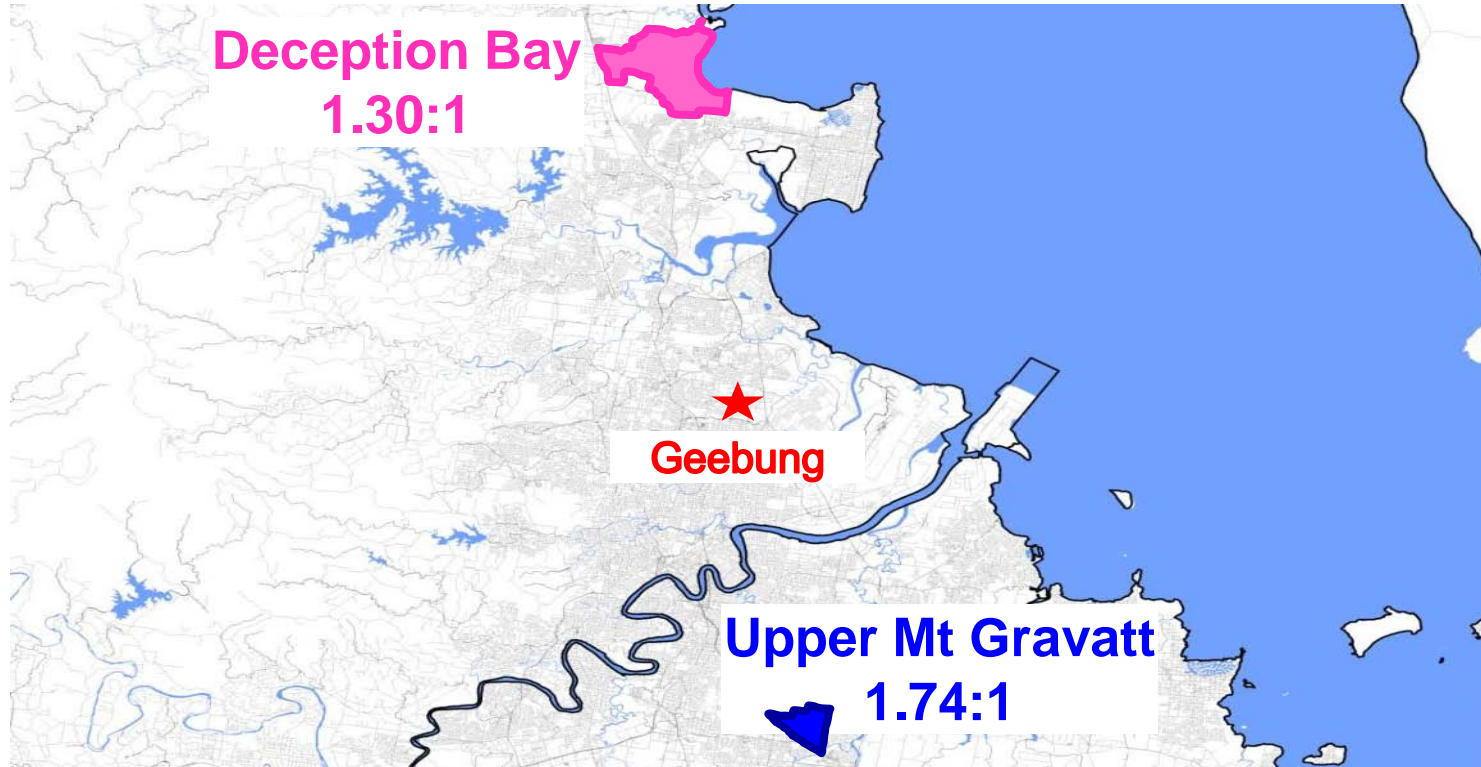 Deception Bay
1.30:1
Geebung
Upper Mt Gravatt
1.74:1